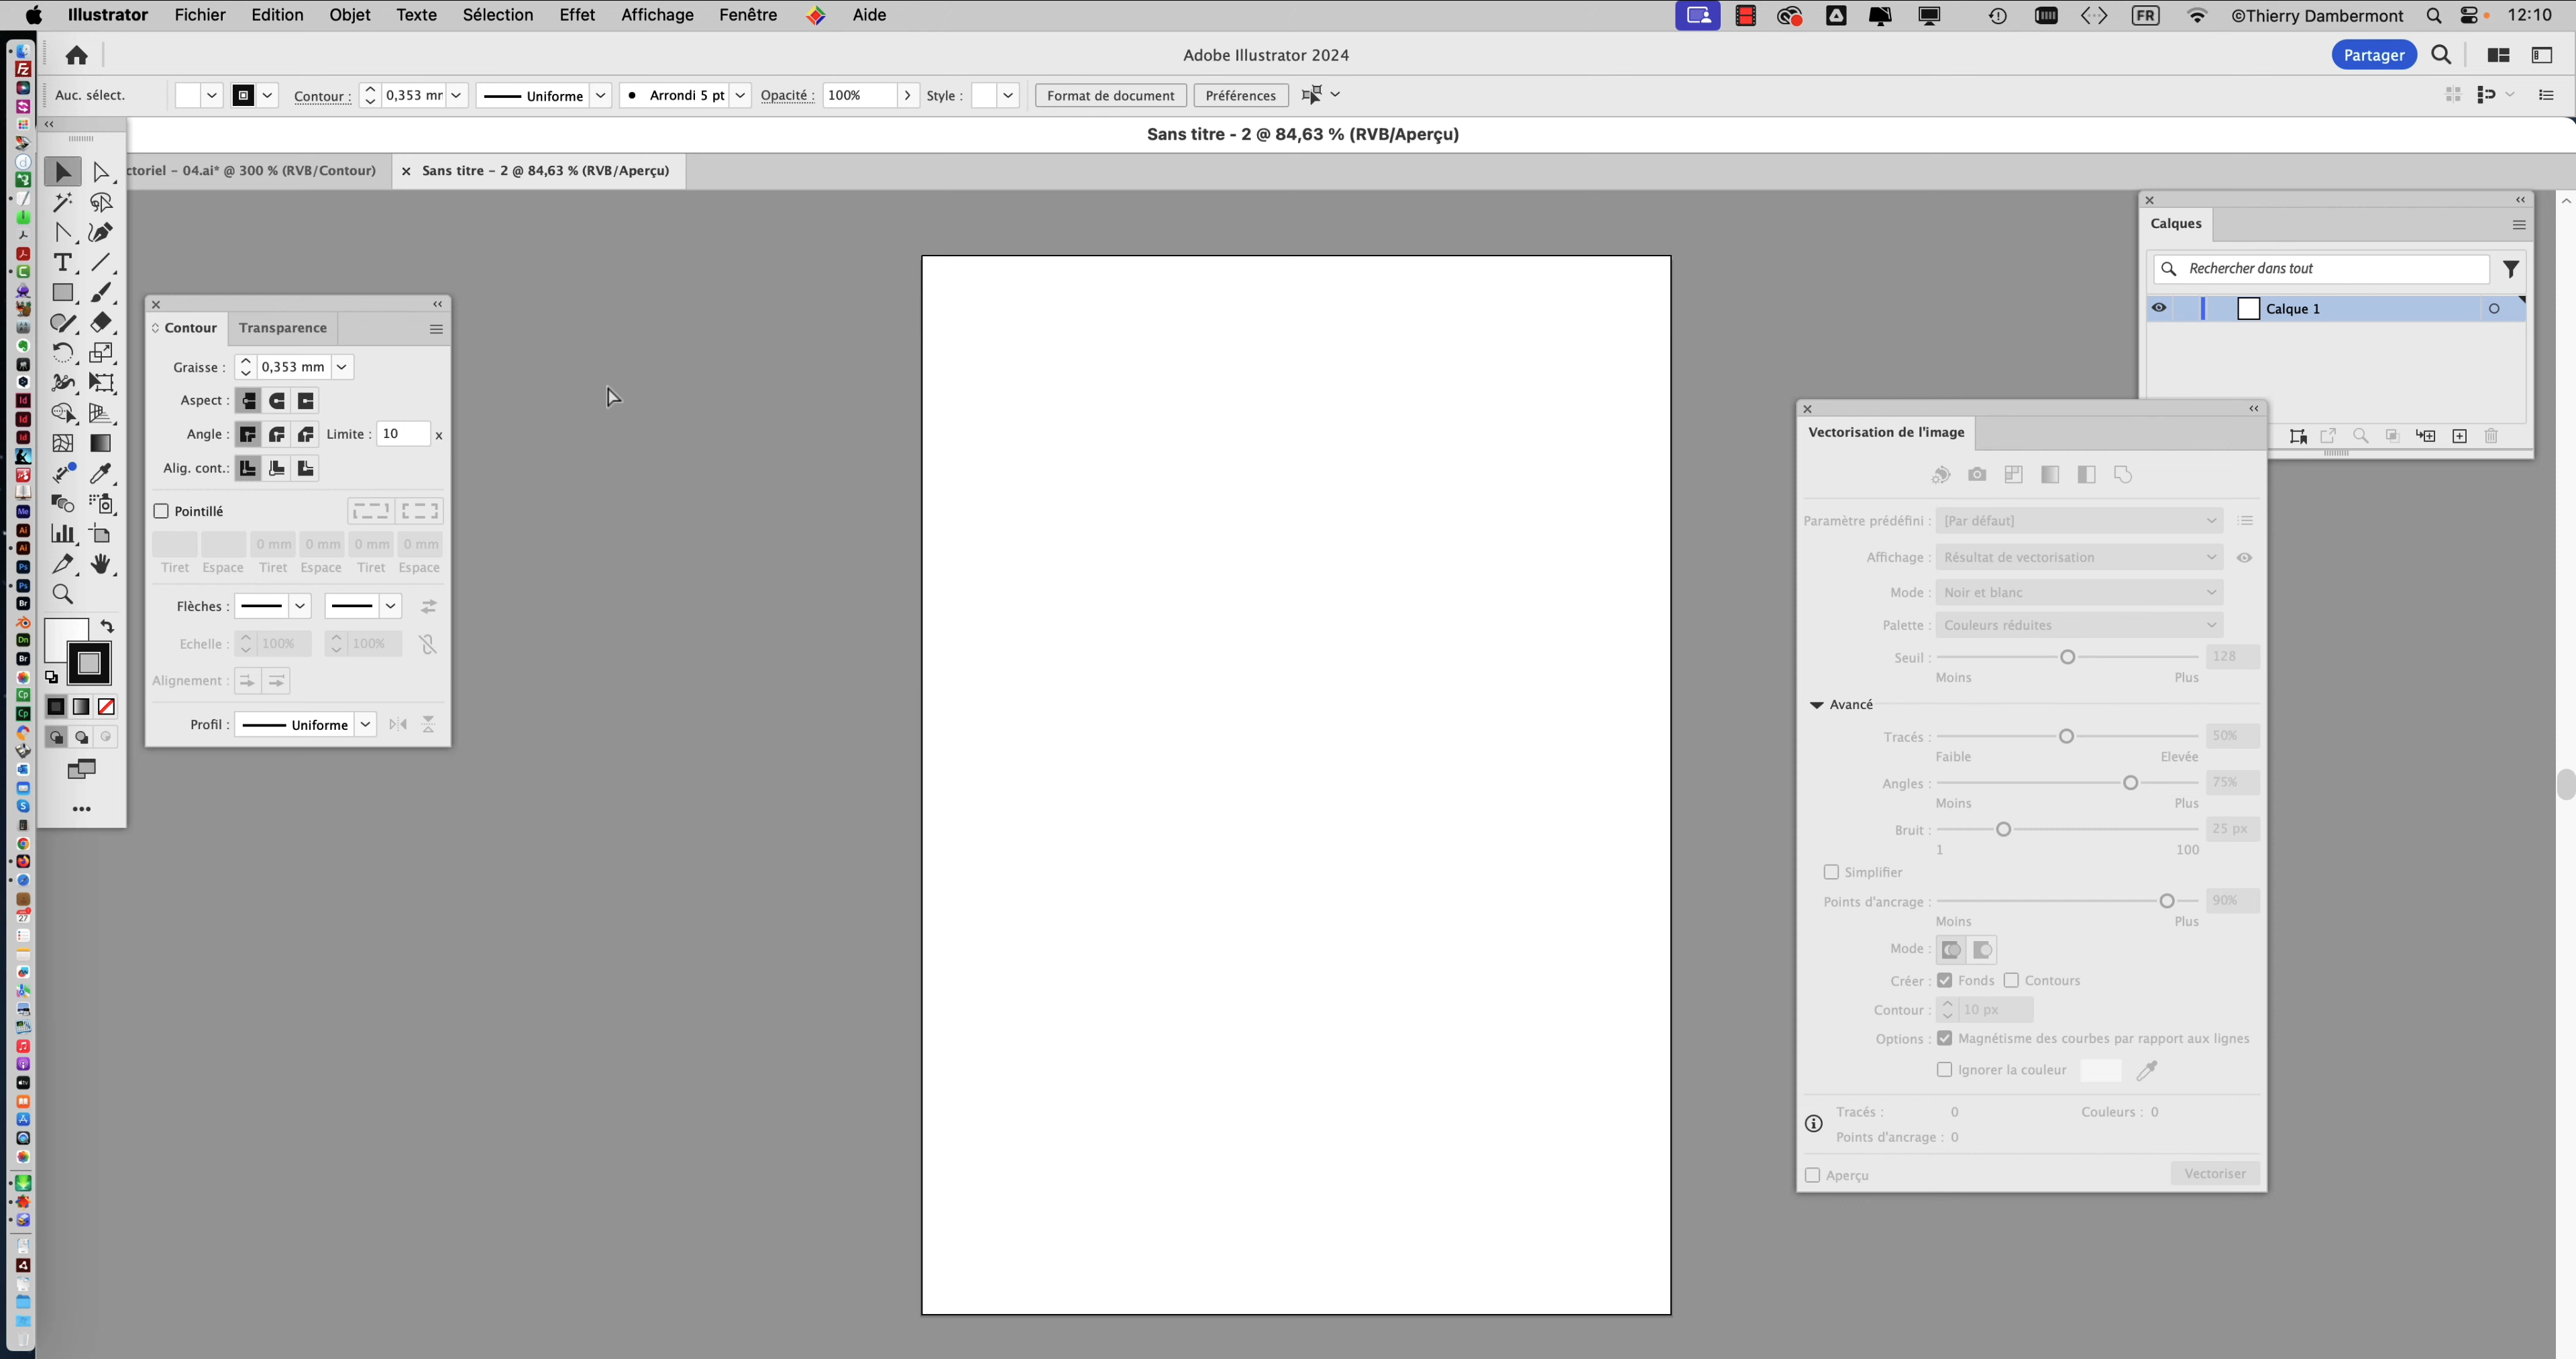 Illustrator Fichier Edition Objet Texte Sélection Effet Affichage Fenêtre Aide FR ©Thierry Dambermont 12:10
Adobe Illustrator 2024 Partager
Auc. sélect. Contour : 0,353 mr Uniforme Arrondi 5 pt Opacité : 100% Style : Format de document Préférences
Sans titre - 2 @ 84,63 % (RVB/Aperçu)
ctoriel - 04.ai* @ 300 % (RVB/Contour) Sans titre - 2 @ 84,63 % (RVB/Aperçu)
Contour Transparence
Graisse : 0,353 mm
Aspect :
Angle : Limite : 10 x
Alig. cont.:
Pointillé
0 mm 0 mm 0 mm 0 mm
Tiret Espace Tiret Espace Tiret Espace
Flèches :
Echelle : 100% 100%
Alignement :
Profil : Uniforme
Calques
Rechercher dans tout
Calque 1
Vectorisation de l'image
Paramètre prédéfini : [Par défaut]
Affichage : Résultat de vectorisation
Mode : Noir et blanc
Palette : Couleurs réduites
Seuil : 128
Moins Plus
Avancé
Tracés : 50%
Faible Elevée
Angles : 75%
Moins Plus
Bruit : 25 px
1 100
Simplifier
Points d'ancrage : 90%
Moins Plus
Mode :
Créer : Fonds Contours
Contour : 10 px
Options : Magnétisme des courbes par rapport aux lignes
Ignorer la couleur
Tracés : 0 Couleurs : 0
Points d'ancrage : 0
Aperçu Vectoriser